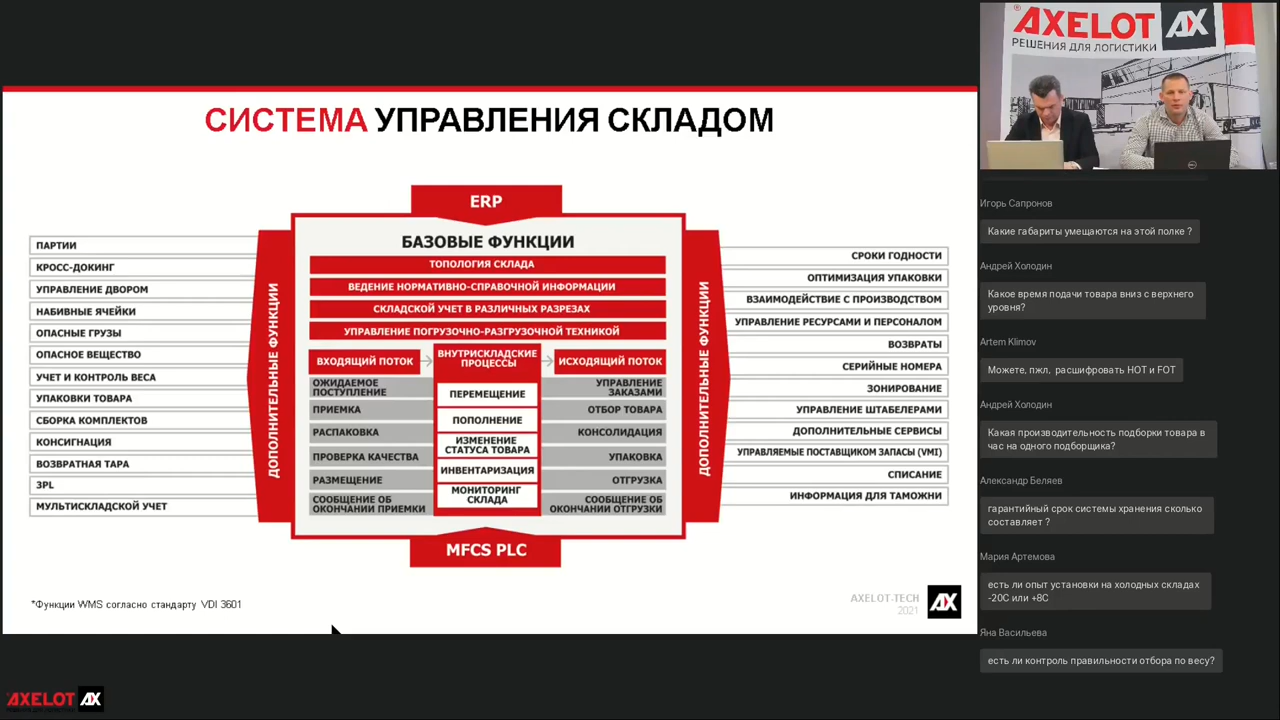 СИСТЕМА УПРАВЛЕНИЯ СКЛАДОМ
ERP
БАЗОВЫЕ ФУНКЦИИ
ТОПОЛОГИЯ СКЛАДА
ВЕДЕНИЕ НОРМАТИВНО-СПРАВОЧНОЙ ИНФОРМАЦИИ
СКЛАДСКОЙ УЧЕТ В РАЗЛИЧНЫХ РАЗРЕЗАХ
УПРАВЛЕНИЕ ПОГРУЗОЧНО-РАЗГРУЗОЧНОЙ ТЕХНИКОЙ
ВХОДЯЩИЙ ПОТОК
ОЖИДАЕМОЕ
ПОСТУПЛЕНИЕ
ПРИЕМКА
РАСПАКОВКА
ПРОВЕРКА КАЧЕСТВА
РАЗМЕЩЕНИЕ
СООБЩЕНИЕ ОБ
ОКОНЧАНИИ ПРИЕМКИ
ВНУТРИСКЛАДСКИЕ
ПРОЦЕССЫ
ПЕРЕМЕЩЕНИЕ
ПОПОЛНЕНИЕ
ИЗМЕНЕНИЕ
СТАТУСА ТОВАРА
ИНВЕНТАРИЗАЦИЯ
МОНИТОРИНГ
СКЛАДА
ИСХОДЯЩИЙ ПОТОК
УПРАВЛЕНИЕ
ЗАКАЗАМИ
ОТБОР ТОВАРА
КОНСОЛИДАЦИЯ
УПАКОВКА
ОТГРУЗКА
СООБЩЕНИЕ ОБ
ОКОНЧАНИИ ОТГРУЗКИ
MFCS PLC
ДОПОЛНИТЕЛЬНЫЕ ФУНКЦИИ
ПАРТИИ
КРОСС-ДОКИНГ
УПРАВЛЕНИЕ ДВОРОМ
НАБИВНЫЕ ЯЧЕЙКИ
ОПАСНЫЕ ГРУЗЫ
ОПАСНОЕ ВЕЩЕСТВО
УЧЕТ И КОНТРОЛЬ ВЕСА
УПАКОВКИ ТОВАРА
СБОРКА КОМПЛЕКТОВ
КОНСИГНАЦИЯ
ВОЗВРАТНАЯ ТАРА
3PL
МУЛЬТИСКЛАДСКОЙ УЧЕТ
ДОПОЛНИТЕЛЬНЫЕ ФУНКЦИИ
СРОКИ ГОДНОСТИ
ОПТИМИЗАЦИЯ УПАКОВКИ
ВЗАИМОДЕЙСТВИЕ С ПРОИЗВОДСТВОМ
УПРАВЛЕНИЕ РЕСУРСАМИ И ПЕРСОНАЛОМ
ВОЗВРАТЫ
СЕРИЙНЫЕ НОМЕРА
ЗОНИРОВАНИЕ
УПРАВЛЕНИЕ ШТАБЕЛЕРАМИ
ДОПОЛНИТЕЛЬНЫЕ СЕРВИСЫ
УПРАВЛЯЕМЫЕ ПОСТАВЩИКОМ ЗАПАСЫ (VMI)
СПИСАНИЕ
ИНФОРМАЦИЯ ДЛЯ ТАМОЖНИ
*Функции WMS согласно стандарту VDI 3601
AXELOT-TECH
2021
AX
®AXELOT AX
РЕШЕНИЯ ДЛЯ ЛОГИСТИКИ
®AXELOT AX
РЕШЕНИЯ ДЛЯ ЛОГИСТИКИ
DELL
Игорь Сапронов
Какие габариты умещаются на этой полке ?
Андрей Холодин
Какое время подачи товара вниз с верхнего
уровня?
Artem Klimov
Можете, пжл, расшифровать НОТ и FOT
Андрей Холодин
Какая производительность подборки товара в
час на одного подборщика?
Александр Беляев
гарантийный срок системы хранения сколько
составляет ?
Мария Артемова
есть ли опыт установки на холодных складах
-20С или +8С
Яна Васильева
есть ли контроль правильности отбора по весу?